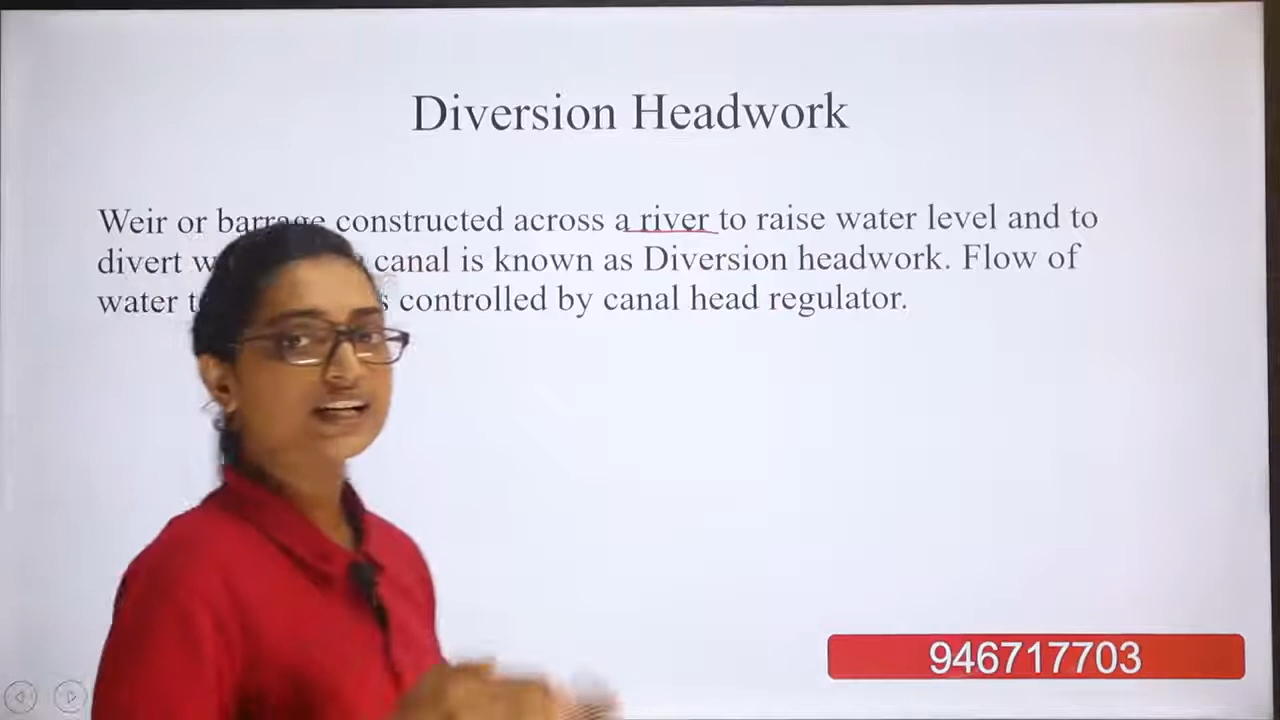 Diversion Headwork
Weir or barrage constructed across a river to raise water level and to
divert canal is known as Diversion headwork. Flow of
water controlled by canal head regulator.
946717703